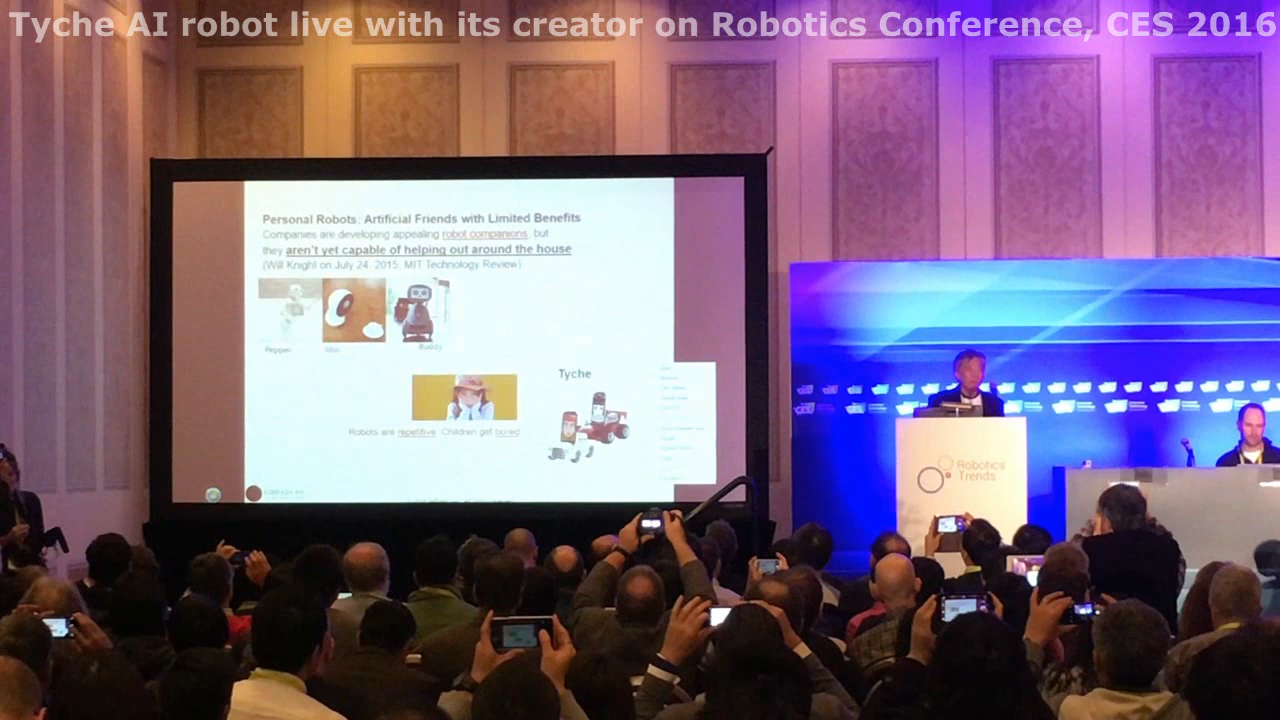 Tyche AI robot live with its creator on Robotics Conference, CES 2016
Personal Robots: Artificial Friends with Limited Benefits
Companies are developing appealing robot companions, but
they aren't yet capable of helping out around the house
(Will Knight on July 24, 2015, MIT Technology Review)
Pepper
Buddy
Tyche
Robots are repetitive. Children get bored
Robotics
Trends